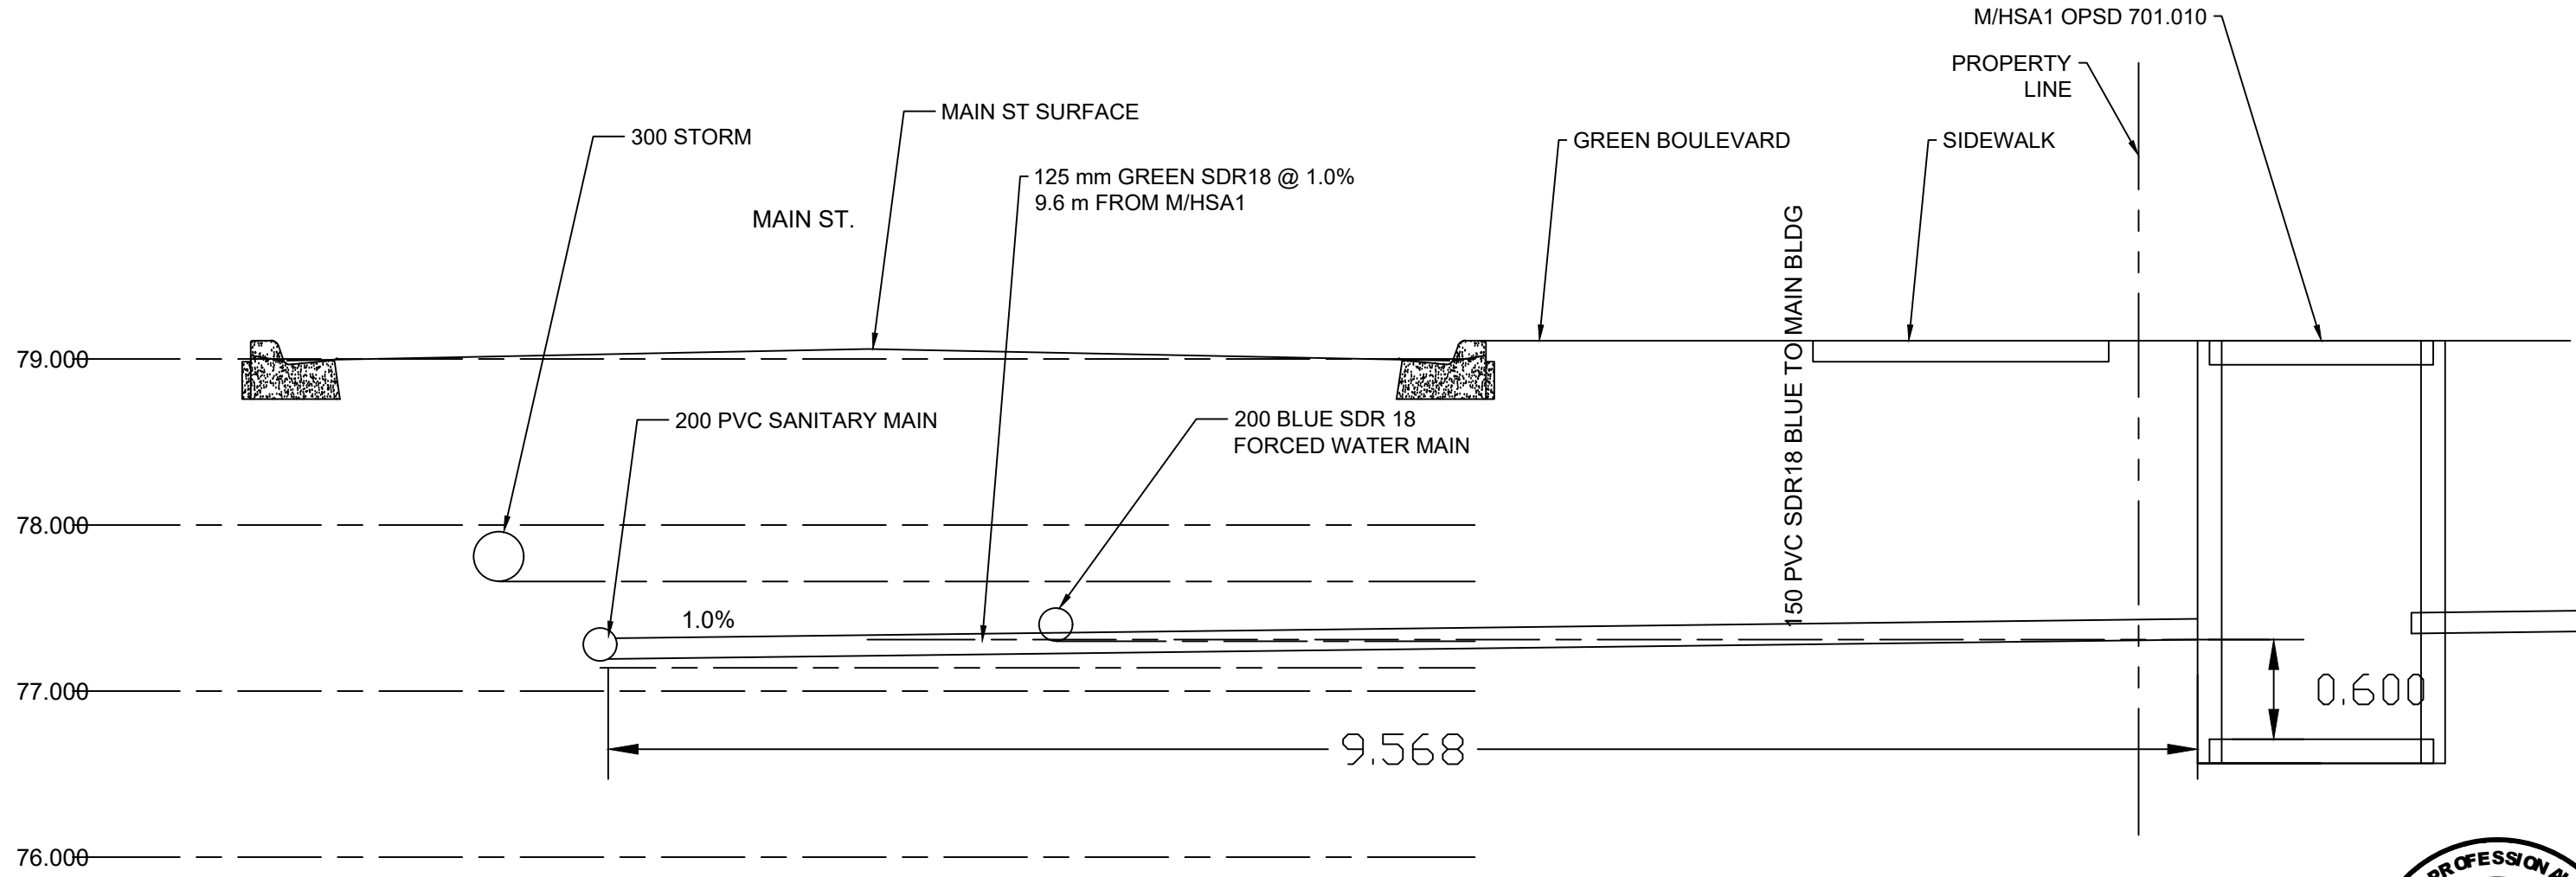 M/HSA1 OPSD 701.010
PROPERTY
LINE
MAIN ST SURFACE
300 STORM
GREEN BOULEVARD
SIDEWALK
125 mm GREEN SDR18 @ 1.0%
9.6 m FROM M/HSA1
MAIN ST.
150 PVC SDR18 BLUE TO MAIN BLDG
79.000
200 PVC SANITARY MAIN
200 BLUE SDR 18
FORCED WATER MAIN
78.000
1.0%
77.000
0.600
9.568
76.000
PROFESSIONAL